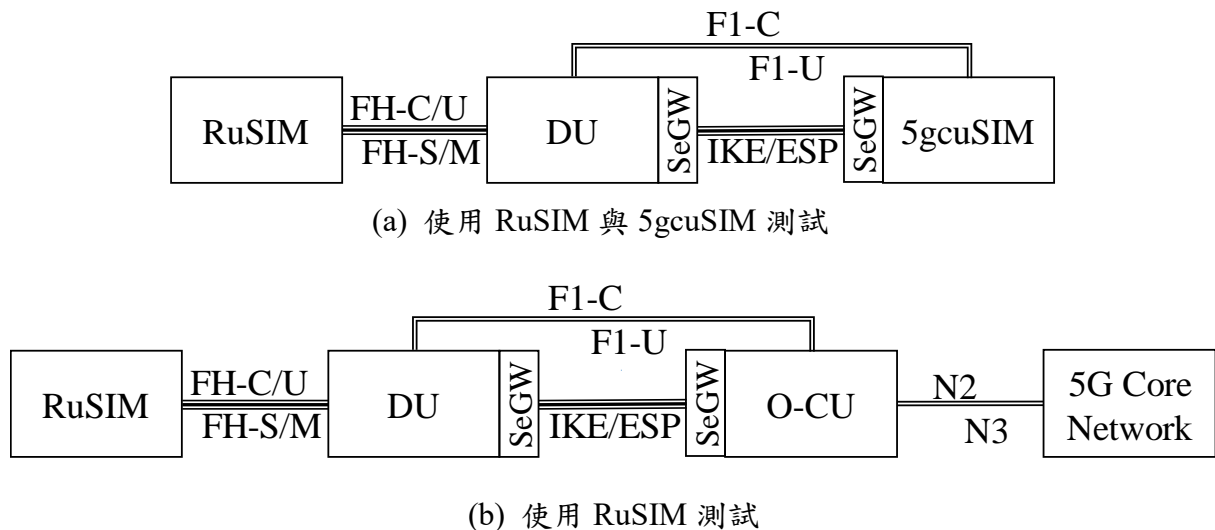 F1-C
F1-U
RuSIM
FH-C/U
FH-S/M
DU
SeGW
IKE/ESP
SeGW
5gcuSIM
(a) 使用 RuSIM 與 5gcuSIM 測試
F1-C
F1-U
RuSIM
FH-C/U
FH-S/M
DU
SeGW
IKE/ESP
SeGW
O-CU
N2
N3
5G Core
Network
(b) 使用 RuSIM 測試